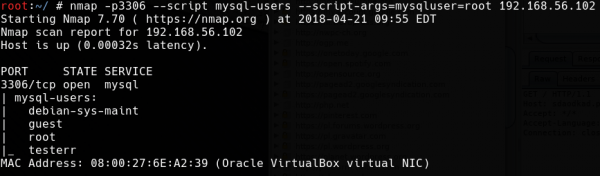 root:~/ # nmap -p3306 --script mysql-users --script-args=mysqluser=root 192.168.56.102
Starting Nmap 7.70 ( https://nmap.org ) at 2018-04-21 09:55 EDT
Nmap scan report for 192.168.56.102
Host is up (0.00032s latency).
PORT     STATE SERVICE
3306/tcp open  mysql
| mysql-users:
|   debian-sys-maint
|   guest
|   root
|_  testerr
MAC Address: 08:00:27:6E:A2:39 (Oracle VirtualBox virtual NIC)